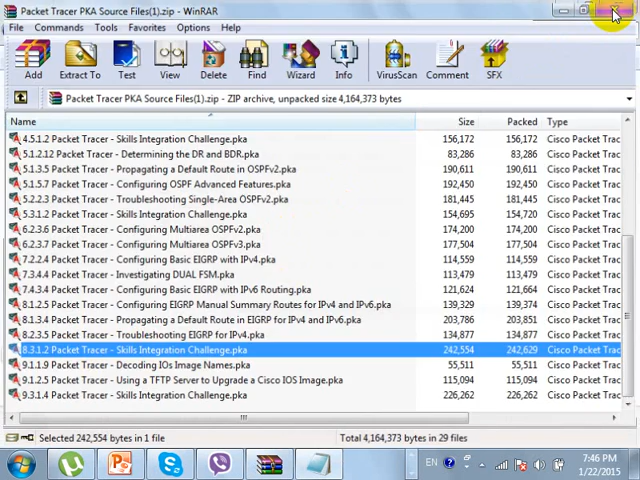 Packet Tracer PKA Source Files(1).zip - WinRAR
File Commands Tools Favorites Options Help
Add Extract To Test View Delete Find Wizard Info VirusScan Comment SFX
Packet Tracer PKA Source Files(1).zip - ZIP archive, unpacked size 4,164,373 bytes
Name Size Packed Type
4.5.1.2 Packet Tracer - Skills Integration Challenge.pka 156,172 156,172 Cisco Packet Trac
5.1.2.12 Packet Tracer - Determining the DR and BDR.pka 83,286 83,286 Cisco Packet Trac
5.1.3.5 Packet Tracer - Propagating a Default Route in OSPFv2.pka 190,611 190,611 Cisco Packet Trac
5.1.5.7 Packet Tracer - Configuring OSPF Advanced Features.pka 192,450 192,450 Cisco Packet Trac
5.2.2.3 Packet Tracer - Troubleshooting Single-Area OSPFv2.pka 181,445 181,445 Cisco Packet Trac
5.3.1.2 Packet Tracer - Skills Integration Challenge.pka 154,695 154,720 Cisco Packet Trac
6.2.3.6 Packet Tracer - Configuring Multiarea OSPFv2.pka 174,200 174,200 Cisco Packet Trac
6.2.3.7 Packet Tracer - Configuring Multiarea OSPFv3.pka 177,504 177,504 Cisco Packet Trac
7.2.2.4 Packet Tracer - Configuring Basic EIGRP with IPv4.pka 114,559 114,559 Cisco Packet Trac
7.3.4.4 Packet Tracer - Investigating DUAL FSM.pka 113,479 113,479 Cisco Packet Trac
7.4.3.4 Packet Tracer - Configuring Basic EIGRP with IPv6 Routing.pka 121,624 121,664 Cisco Packet Trac
8.1.2.5 Packet Tracer - Configuring EIGRP Manual Summary Routes for IPv4 and IPv6.pka 139,329 139,374 Cisco Packet Trac
8.1.3.4 Packet Tracer - Propagating a Default Route in EIGRP for IPv4 and IPv6.pka 203,786 203,851 Cisco Packet Trac
8.2.3.5 Packet Tracer - Troubleshooting EIGRP for IPv4.pka 134,877 134,877 Cisco Packet Trac
8.3.1.2 Packet Tracer - Skills Integration Challenge.pka 242,554 242,629 Cisco Packet Trac
9.1.1.9 Packet Tracer - Decoding IOs Image Names.pka 55,511 55,511 Cisco Packet Trac
9.1.2.5 Packet Tracer - Using a TFTP Server to Upgrade a Cisco IOS Image.pka 115,094 115,094 Cisco Packet Trac
9.3.1.4 Packet Tracer - Skills Integration Challenge.pka 226,262 226,262 Cisco Packet Trac
Selected 242,554 bytes in 1 file Total 4,164,373 bytes in 29 files
EN 7:46 PM
1/22/2015